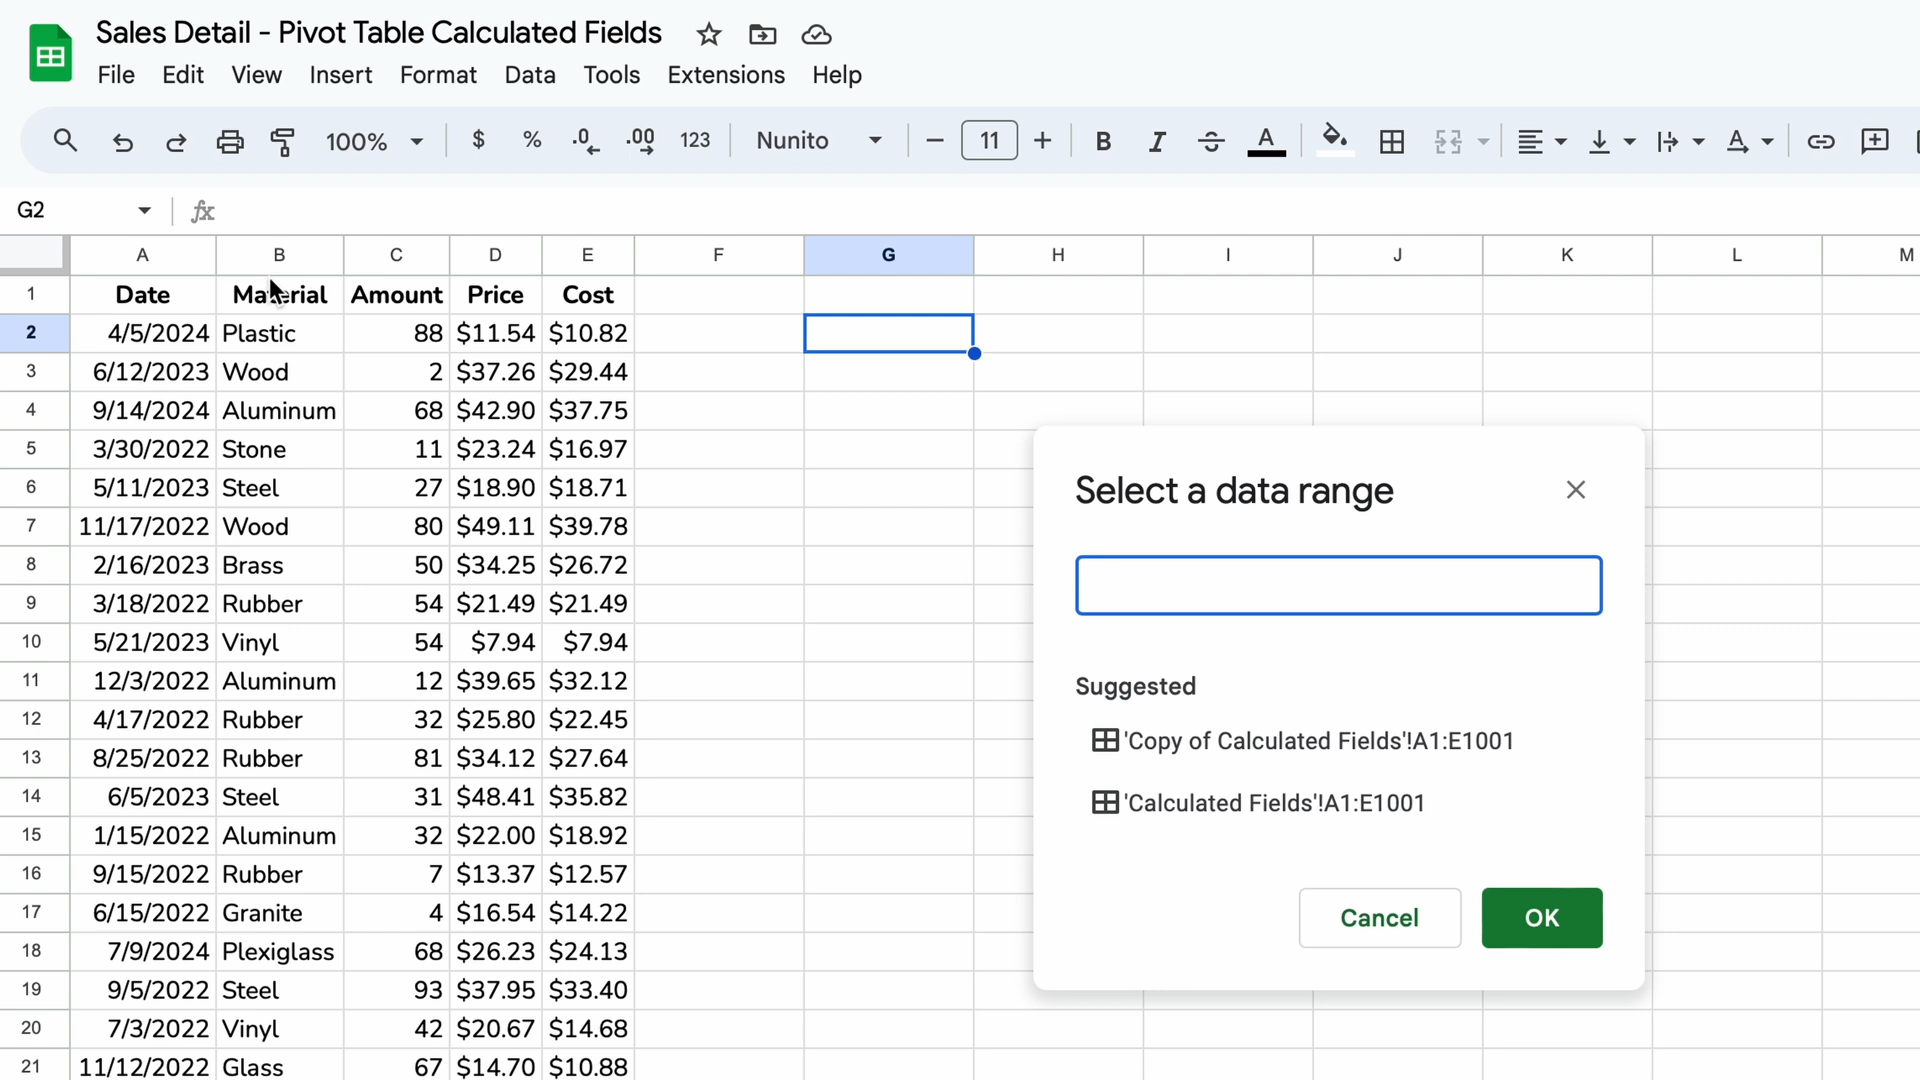 Sales Detail - Pivot Table Calculated Fields
File Edit View Insert Format Data Tools Extensions Help
100% $ % .0 .00 123 Nunito 11 B I S A
G2 fx
A B C D E F G H I J K L M
1 Date Material Amount Price Cost
2 4/5/2024 Plastic 88 $11.54 $10.82
3 6/12/2023 Wood 2 $37.26 $29.44
4 9/14/2024 Aluminum 68 $42.90 $37.75
5 3/30/2022 Stone 11 $23.24 $16.97
6 5/11/2023 Steel 27 $18.90 $18.71
7 11/17/2022 Wood 80 $49.11 $39.78
8 2/16/2023 Brass 50 $34.25 $26.72
9 3/18/2022 Rubber 54 $21.49 $21.49
10 5/21/2023 Vinyl 54 $7.94 $7.94
11 12/3/2022 Aluminum 12 $39.65 $32.12
12 4/17/2022 Rubber 32 $25.80 $22.45
13 8/25/2022 Rubber 81 $34.12 $27.64
14 6/5/2023 Steel 31 $48.41 $35.82
15 1/15/2022 Aluminum 32 $22.00 $18.92
16 9/15/2022 Rubber 7 $13.37 $12.57
17 6/15/2022 Granite 4 $16.54 $14.22
18 7/9/2024 Plexiglass 68 $26.23 $24.13
19 9/5/2022 Steel 93 $37.95 $33.40
20 7/3/2022 Vinyl 42 $20.67 $14.68
21 11/12/2022 Glass 67 $14.70 $10.88
Select a data range
Suggested
'Copy of Calculated Fields'!A1:E1001
'Calculated Fields'!A1:E1001
Cancel OK